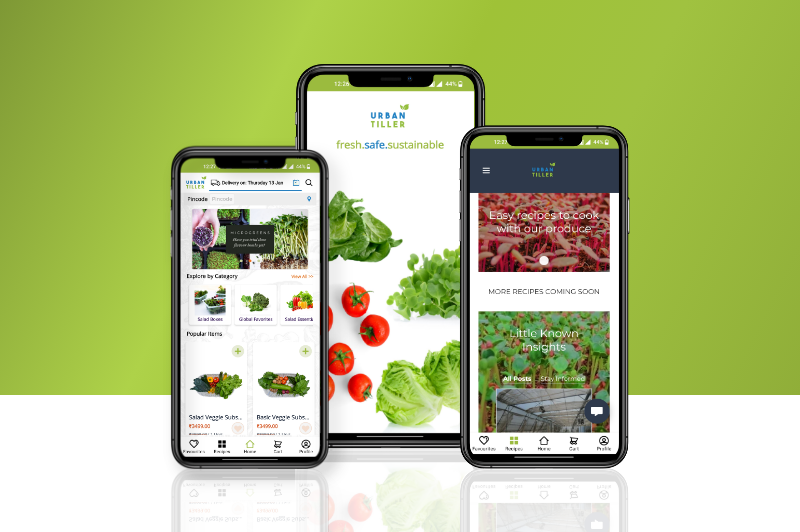 12:26
44%
URBAN
TILLER
fresh.safe.sustainable
12:27
44%
URBAN
TILLER
Delivery on: Thursday 13 Jan
Pincode
Pincode
MICROGREENS
Explore by Category
View All >>
Salad Boxes
Global Favorites
Salad Essenti
Popular Items
Salad Veggie Subs...
Basic Veggie Subs...
₹3499.00
₹3499.00
Favourites
Recipes
Home
Cart
Profile
12:27
44%
URBAN
TILLER
Easy recipes to cook
with our produce
MORE RECIPES COMING SOON
Little Known
Insights
All Posts
Stay Informed
Favourites
Recipes
Home
Cart
Profile